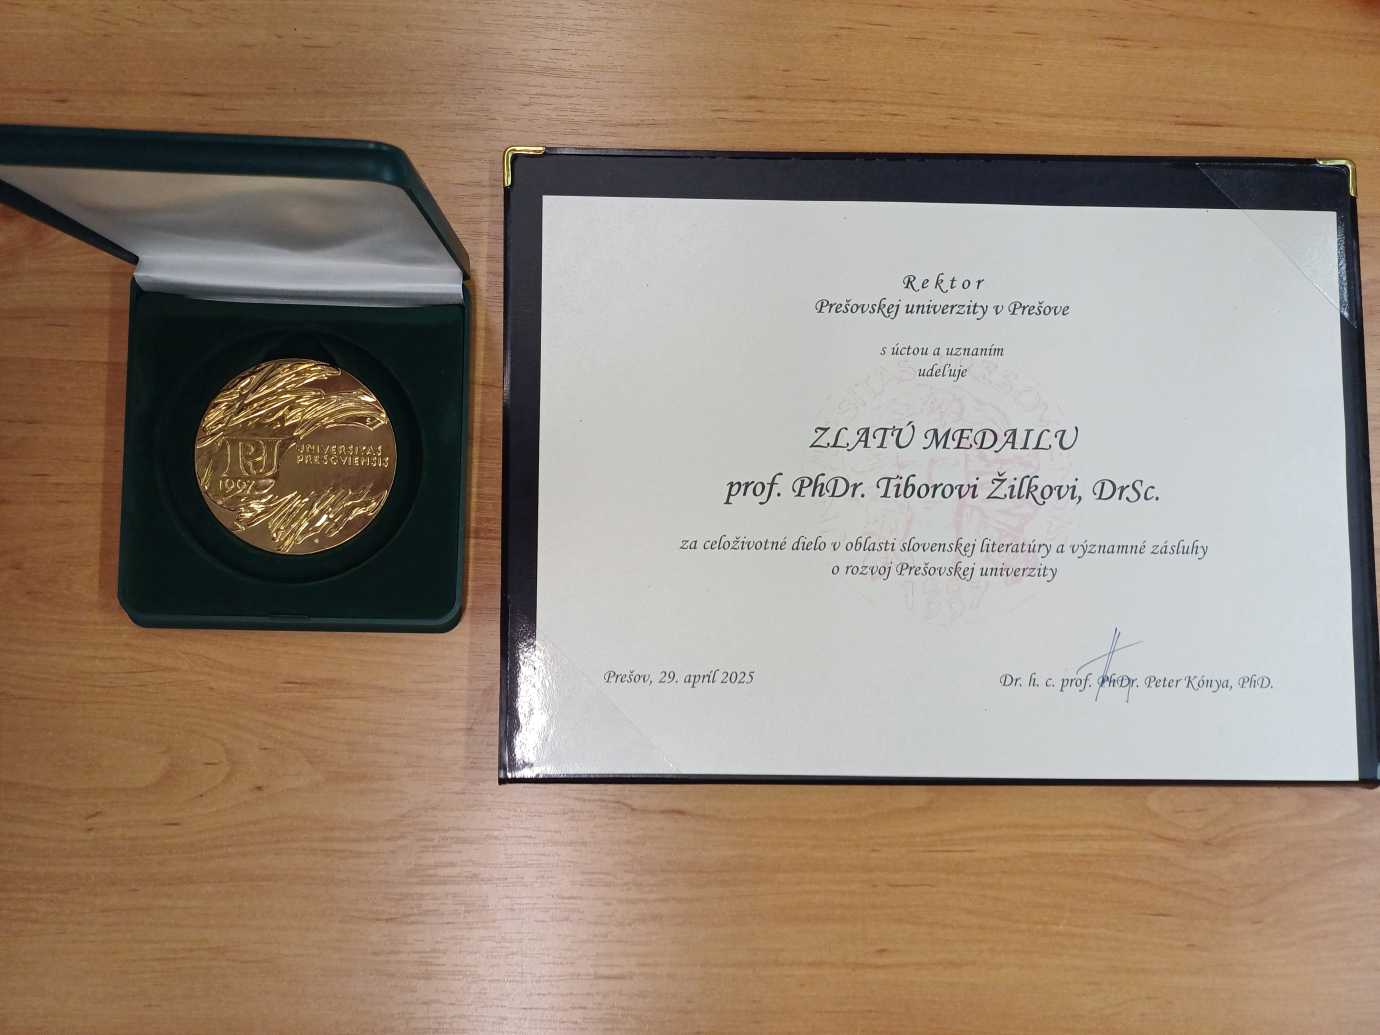 PU
1997
UNIVERSITAS
PRESOVIENSIS
Rektor
Prešovskej univerzity v Prešove
s úctou a uznaním
udeľuje
ZLATÚ MEDAILU
prof. PhDr. Tiborovi Žilkovi, DrSc.
za celoživotné dielo v oblasti slovenskej literatúry a významné zásluhy
o rozvoj Prešovskej univerzity
Prešov, 29. apríl 2025
Dr. h. c. prof. PhDr. Peter Kónya, PhD.